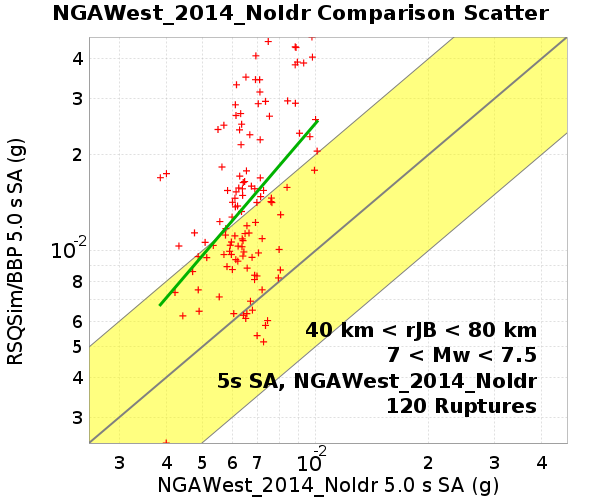 NGAWest_2014_NoIdr Comparison Scatter
RSQSim/BBP 5.0 s SA (g)
4
3
2
10-2
8
6
5
4
3
40 km < rJB < 80 km
7 < Mw < 7.5
5s SA, NGAWest_2014_NoIdr
120 Ruptures
3 4 5 6 7 10-2 2 3 4
NGAWest_2014_NoIdr 5.0 s SA (g)